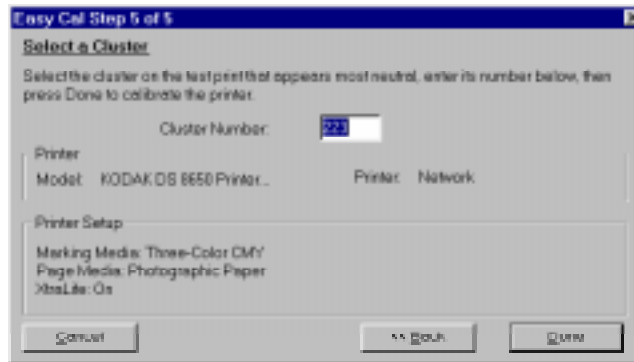 Easy Cal Step 5 of 5
Select a Cluster
Select the cluster on the test print that appears most neutral, enter its number below, then
press Done to calibrate the printer.
Cluster Number: 223
Printer
Model: KODAK DS 8650 Printer... Printer: Network
Printer Setup
Marking Media: Three-Color CMY
Page Media: Photographic Paper
XtraLife: On
Cancel << Back Done